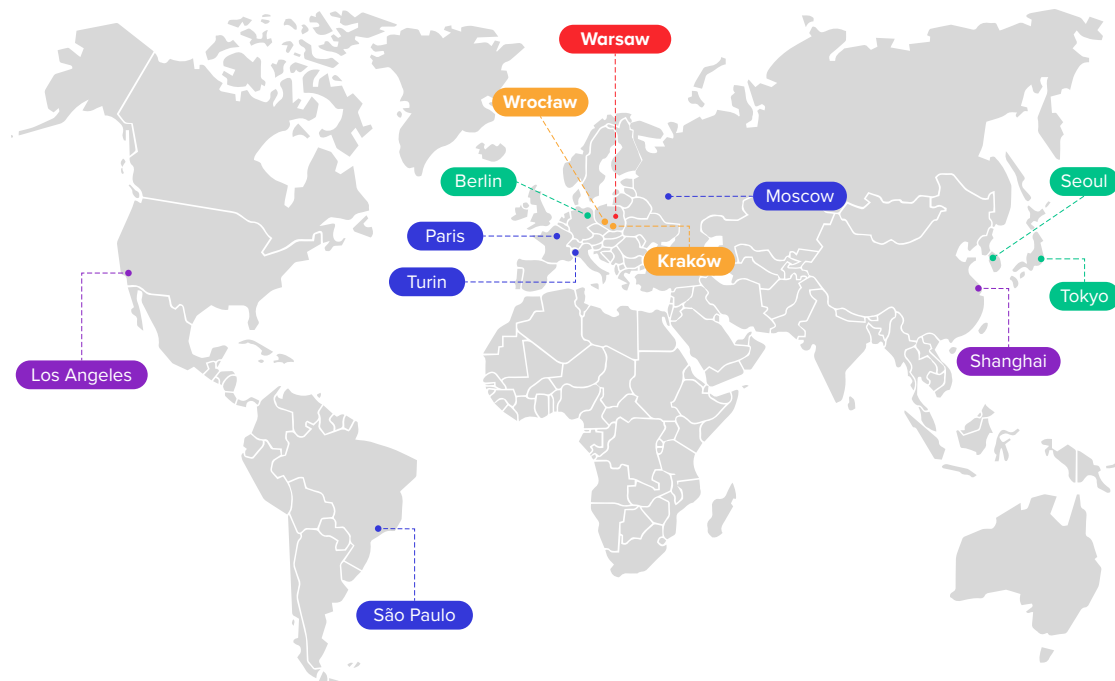 Warsaw
Wrocław
Berlin
Seoul
Moscow
Paris
Kraków
Turin
Tokyo
Shanghai
Los Angeles
São Paulo